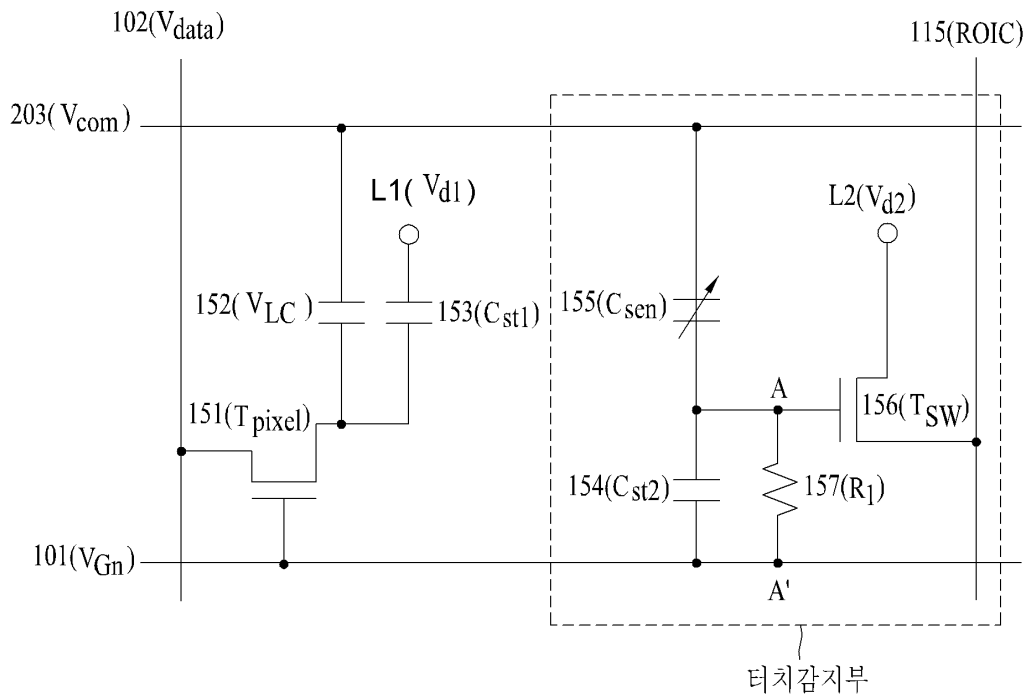 102(Vdata)
115(ROIC)
203(Vcom)
L1(Vd1)
L2(Vd2)
152(VLC)
153(Cst1)
155(Csen)
A
151(Tpixel)
156(TSW)
154(Cst2)
157(R1)
101(VGn)
A'
터치감지부